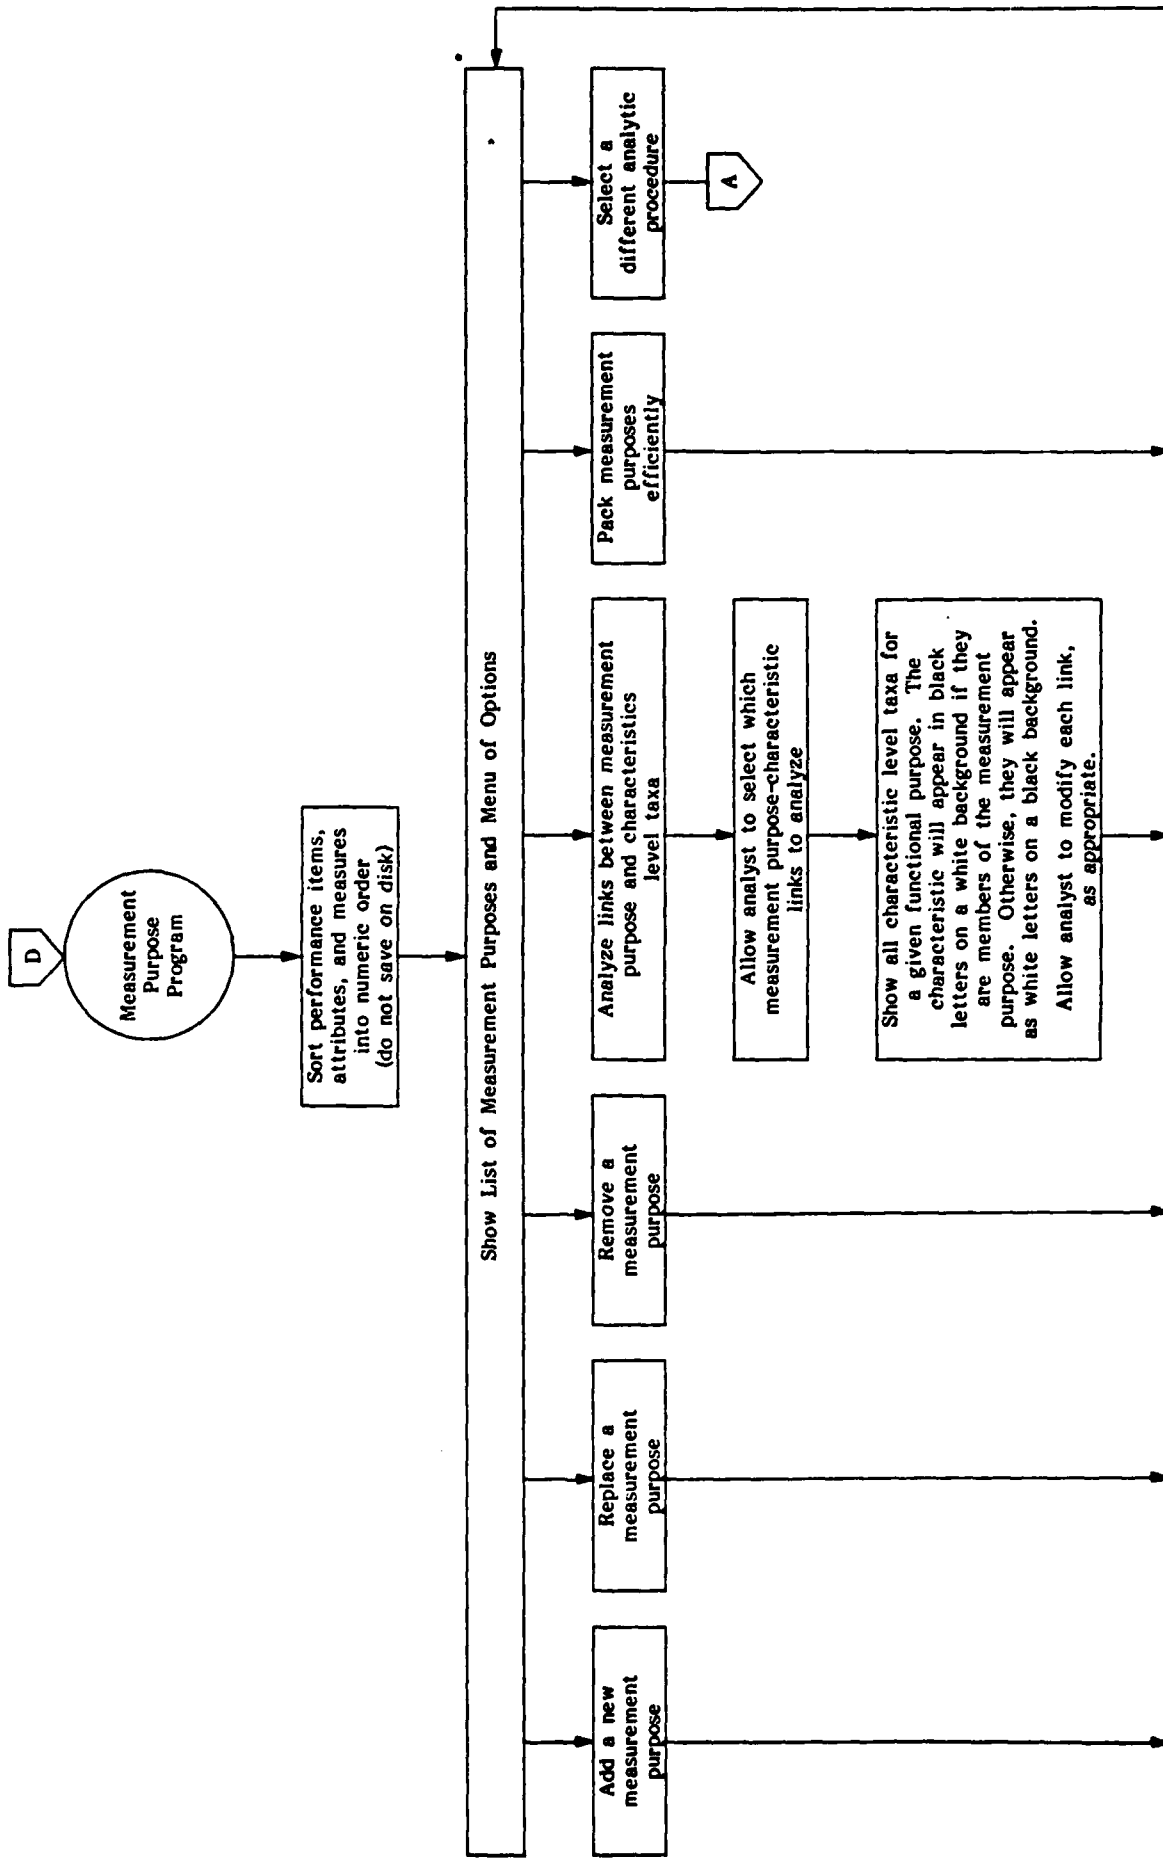 D
Measurement
Purpose
Program
Sort performance items,
attributes, and measures
into numeric order
(do not save on disk)
Show List of Measurement Purposes and Menu of Options
Add a new
measurement
purpose
Replace a
measurement
purpose
Remove a
measurement
purpose
Analyze links between measurement
purpose and characteristics
level taxa
Allow analyst to select which
measurement purpose-characteristic
links to analyze
Show all characteristic level taxa for
a given functional purpose. The
characteristic will appear in black
letters on a white background if they
are members of the measurement
purpose. Otherwise, they will appear
as white letters on a black background.
Allow analyst to modify each link,
as appropriate.
Pack measurement
purposes
efficiently
Select a
different analytic
procedure
A